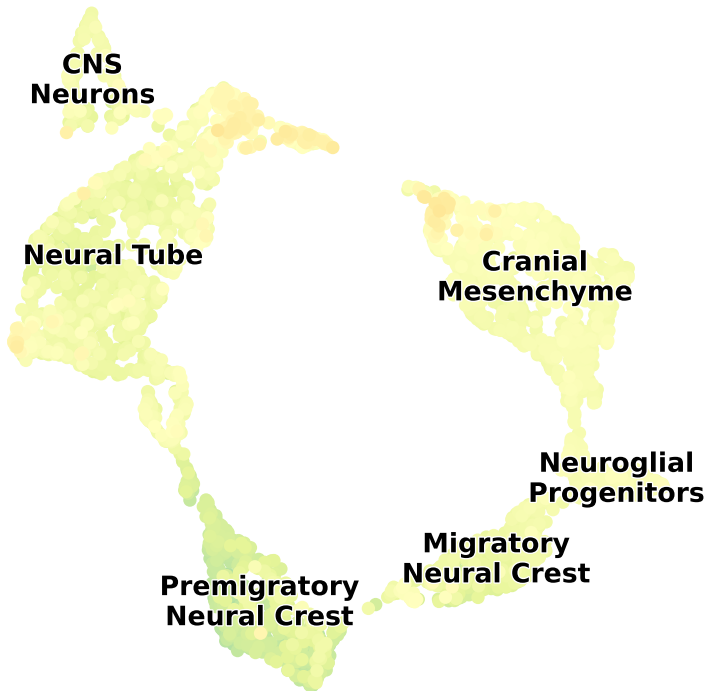 CNS
Neurons
Neural Tube
Cranial
Mesenchyme
Neuroglial
Progenitors
Migratory
Neural Crest
Premigratory
Neural Crest